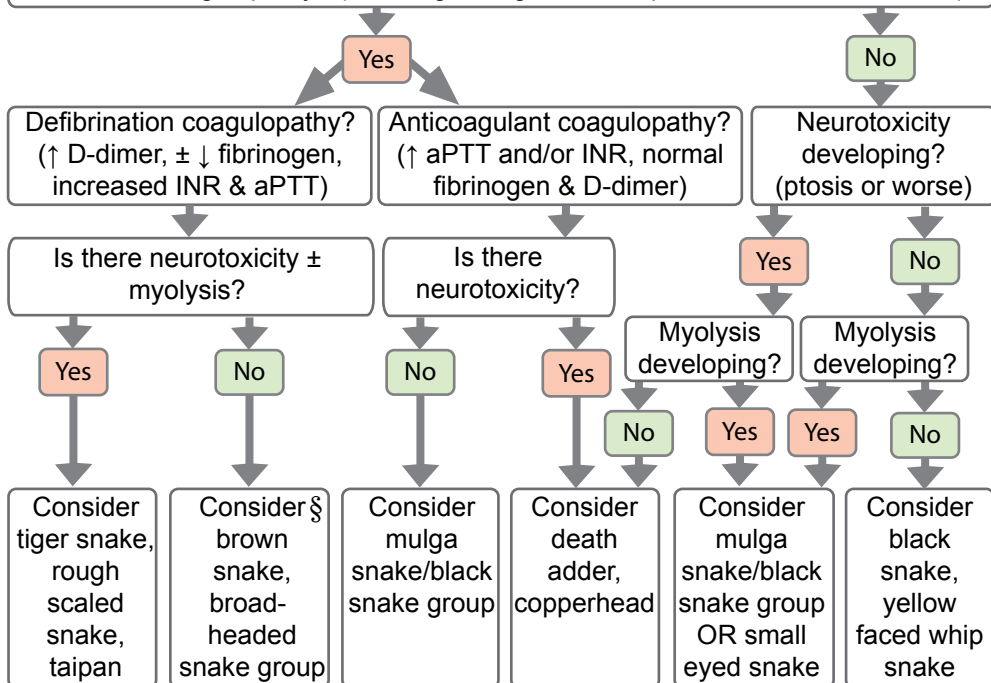 Yes
No
Defibrination coagulopathy?
(↑ D-dimer, ± ↓ fibrinogen,
increased INR & aPTT)
Anticoagulant coagulopathy?
(↑ aPTT and/or INR, normal
fibrinogen & D-dimer)
Neurotoxicity
developing?
(ptosis or worse)
Is there neurotoxicity ±
myolysis?
Is there
neurotoxicity?
Yes
No
Yes
No
No
Yes
Myolysis
developing?
Myolysis
developing?
No
Yes
Yes
No
Consider
tiger snake,
rough
scaled
snake,
taipan
Consider §
brown
snake,
broad-
headed
snake group
Consider
mulga
snake/black
snake group
Consider
death
adder,
copperhead
Consider
mulga
snake/black
snake group
OR small
eyed snake
Consider
black
snake,
yellow
faced whip
snake